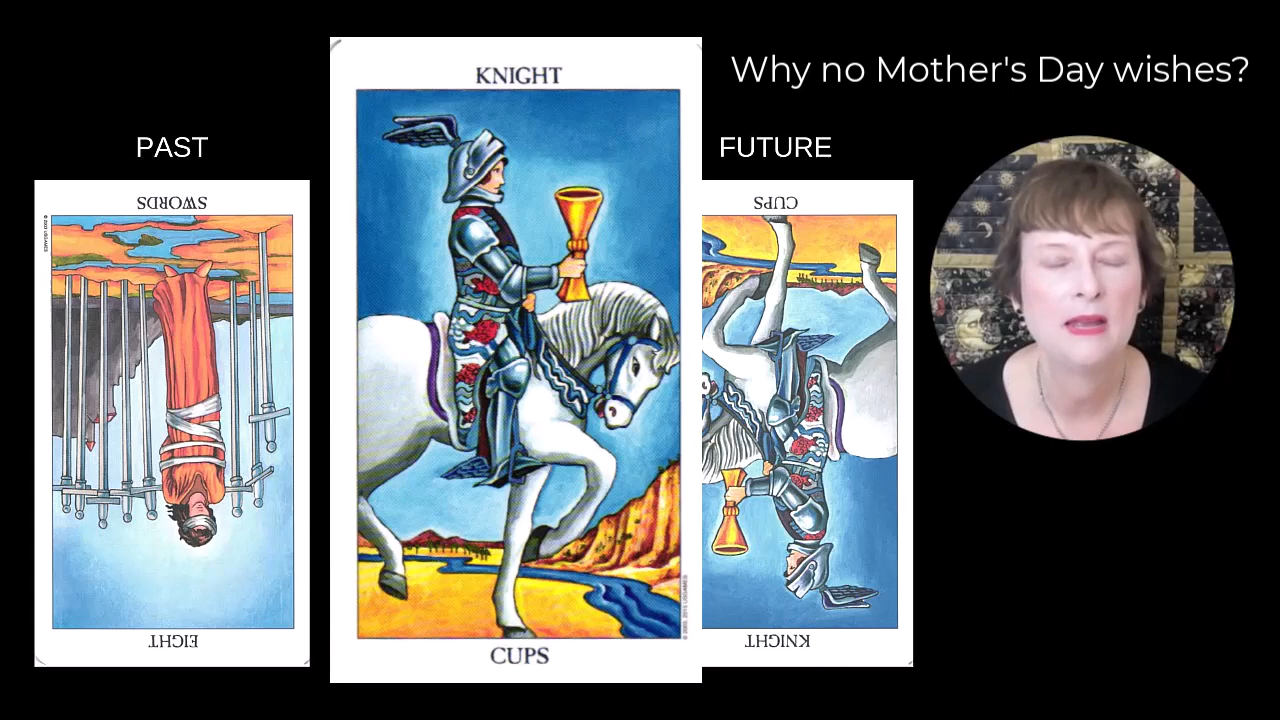 Why no Mother's Day wishes?
PAST
FUTURE
SWORDS
EIGHT
KNIGHT
CUPS
CUPS
KNIGHT